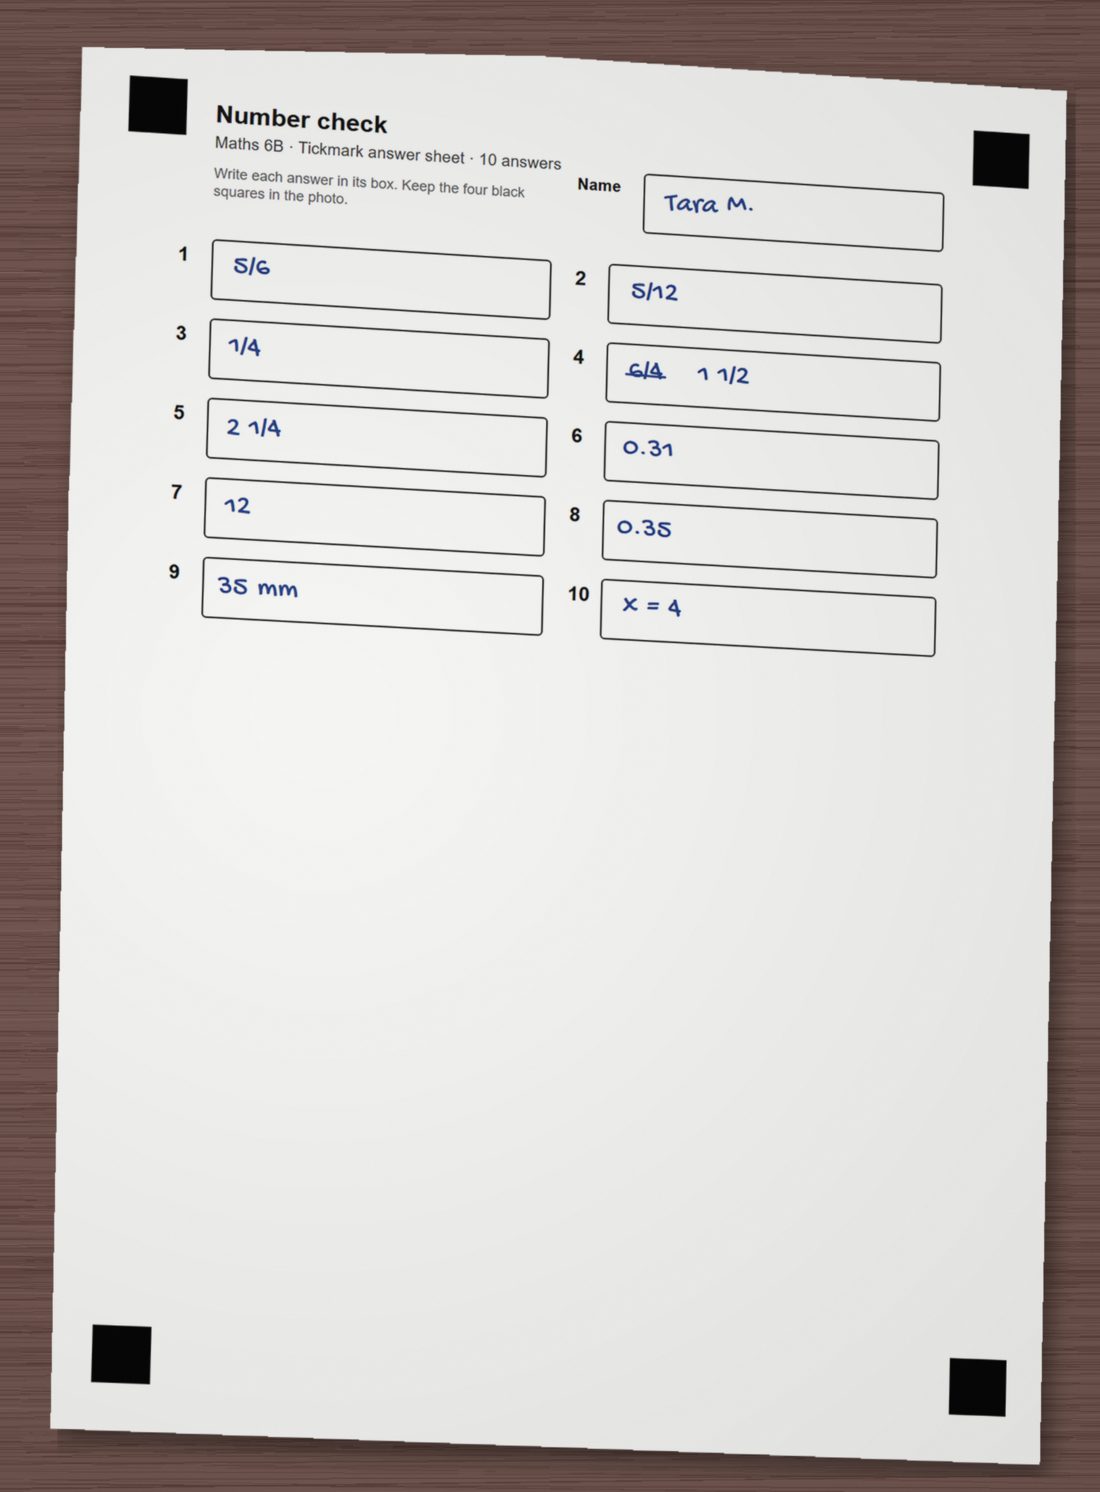 Number check
Maths 6B · Tickmark answer sheet · 10 answers
Write each answer in its box. Keep the four black
squares in the photo.
Name Tara M.
1 5/6
2 5/12
3 1/4
4 ~~6/4~~ 1 1/2
5 2 1/4
6 0.31
7 12
8 0.35
9 35 mm
10 x = 4